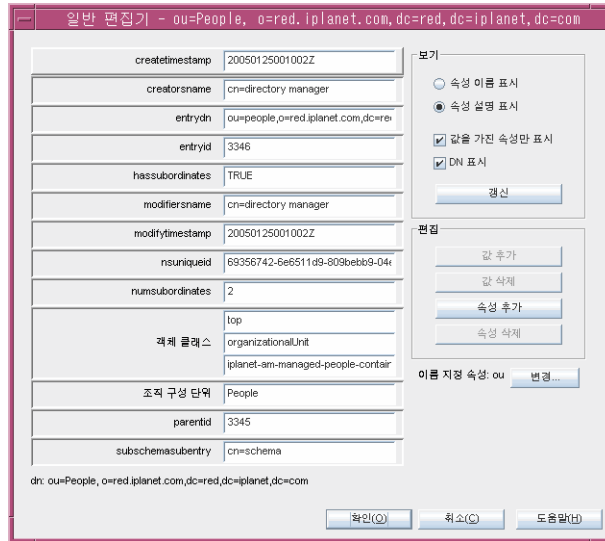 일반 편집기 - ou=People, o=red.iplanet.com,dc=red,dc=iplanet,dc=com
createtimestamp 20050125001002Z
creatorsname cn=directory manager
entrydn ou=people,o=red.iplanet.com,dc=re
entryid 3346
hassubordinates TRUE
modifiersname cn=directory manager
modifytimestamp 20050125001002Z
nsuniqueid 69356742-6e6511d9-809bebb9-04
numsubordinates 2
객체 클래스 top
organizationalUnit
iplanet-am-managed-people-contain
조직 구성 단위 People
parentid 3345
subschemasubentry cn=schema
dn: ou=People, o=red.iplanet.com,dc=red,dc=iplanet,dc=com
보기
속성 이름 표시
속성 설명 표시
값을 가진 속성만 표시
DN 표시
갱신
편집
값 추가
값 삭제
속성 추가
속성 삭제
이름 지정 속성: ou 변경...
확인(O) 취소(C) 도움말(H)